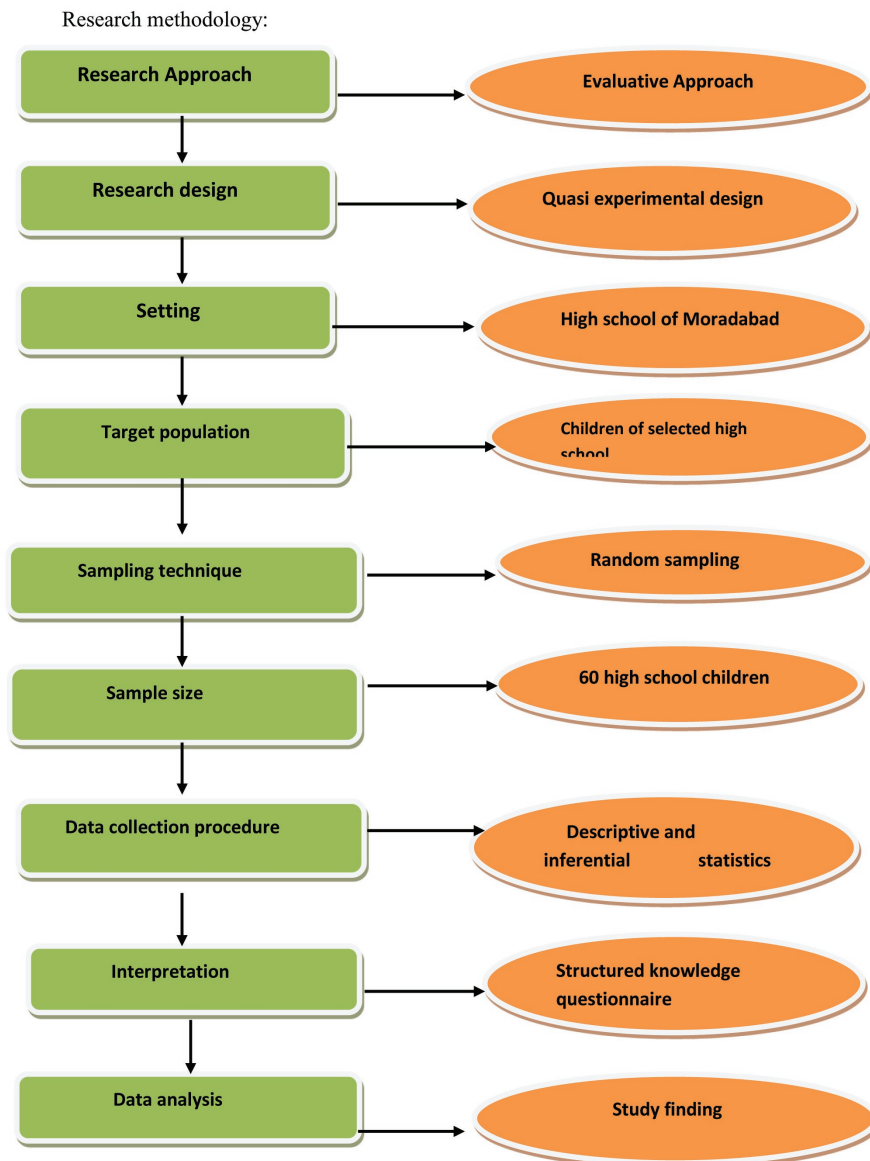 Research methodology:
Research Approach
Evaluative Approach
Research design
Quasi experimental design
Setting
High school of Moradabad
Target population
Children of selected high
school
Sampling technique
Random sampling
Sample size
60 high school children
Data collection procedure
Descriptive and
inferential statistics
Interpretation
Structured knowledge
questionnaire
Data analysis
Study finding